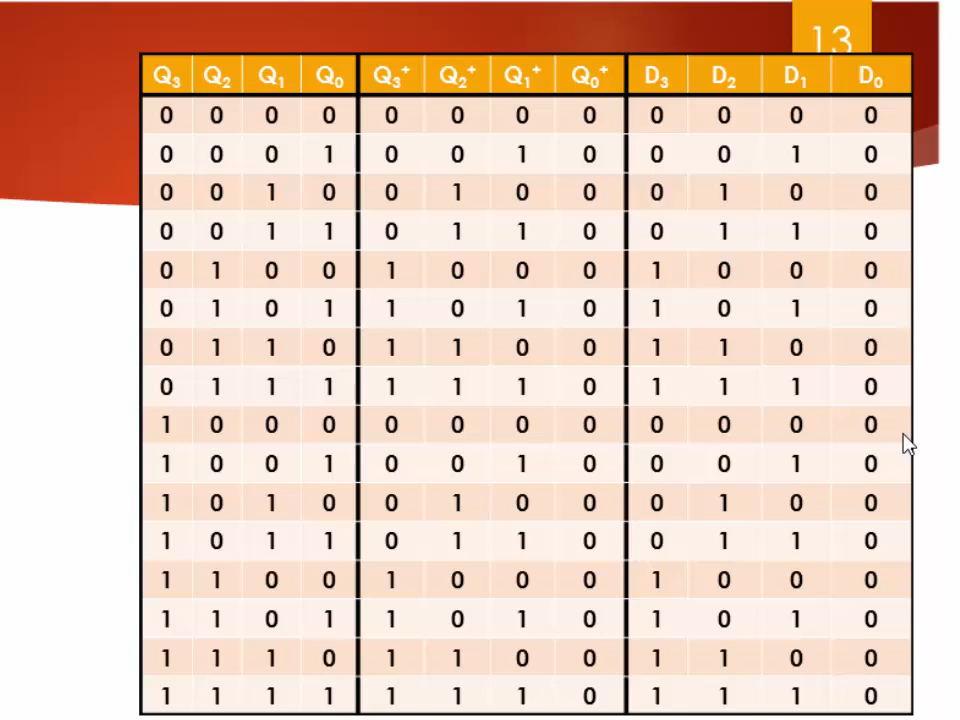 13
Q₃ Q₂ Q₁ Q₀ Q₃⁺ Q₂⁺ Q₁⁺ Q₀⁺ D₃ D₂ D₁ D₀
0 0 0 0 0 0 0 0 0 0 0 0
0 0 0 1 0 0 1 0 0 0 1 0
0 0 1 0 0 1 0 0 0 1 0 0
0 0 1 1 0 1 1 0 0 1 1 0
0 1 0 0 1 0 0 0 1 0 0 0
0 1 0 1 1 0 1 0 1 0 1 0
0 1 1 0 1 1 0 0 1 1 0 0
0 1 1 1 1 1 1 0 1 1 1 0
1 0 0 0 0 0 0 0 0 0 0 0
1 0 0 1 0 0 1 0 0 0 1 0
1 0 1 0 0 1 0 0 0 1 0 0
1 0 1 1 0 1 1 0 0 1 1 0
1 1 0 0 1 0 0 0 1 0 0 0
1 1 0 1 1 0 1 0 1 0 1 0
1 1 1 0 1 1 0 0 1 1 0 0
1 1 1 1 1 1 1 0 1 1 1 0